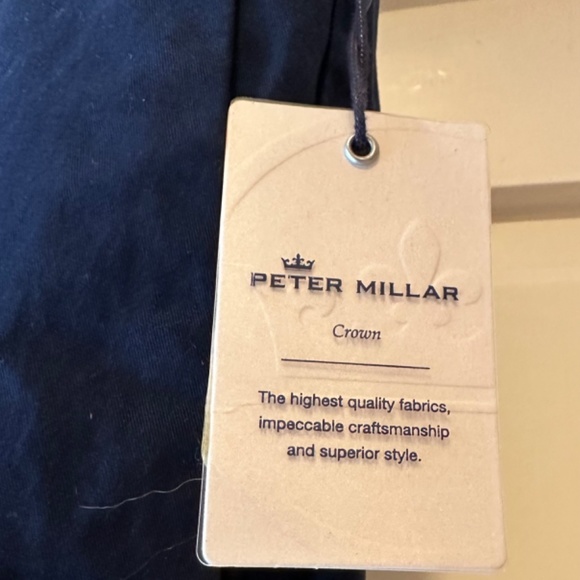 PETER MILLAR
Crown
The highest quality fabrics,
impeccable craftsmanship
and superior style.